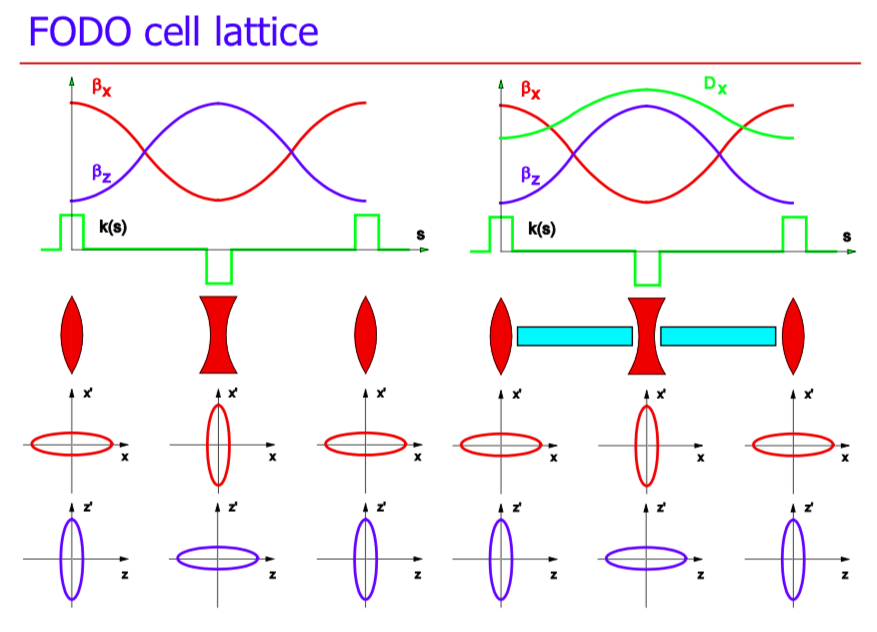 FODO cell lattice
βx
βz
k(s)
s
βx
Dx
βz
k(s)
s
x'
x
x'
x
x'
x
x'
x
x'
x
x'
x
z'
z
z'
z
z'
z
z'
z
z'
z
z'
z